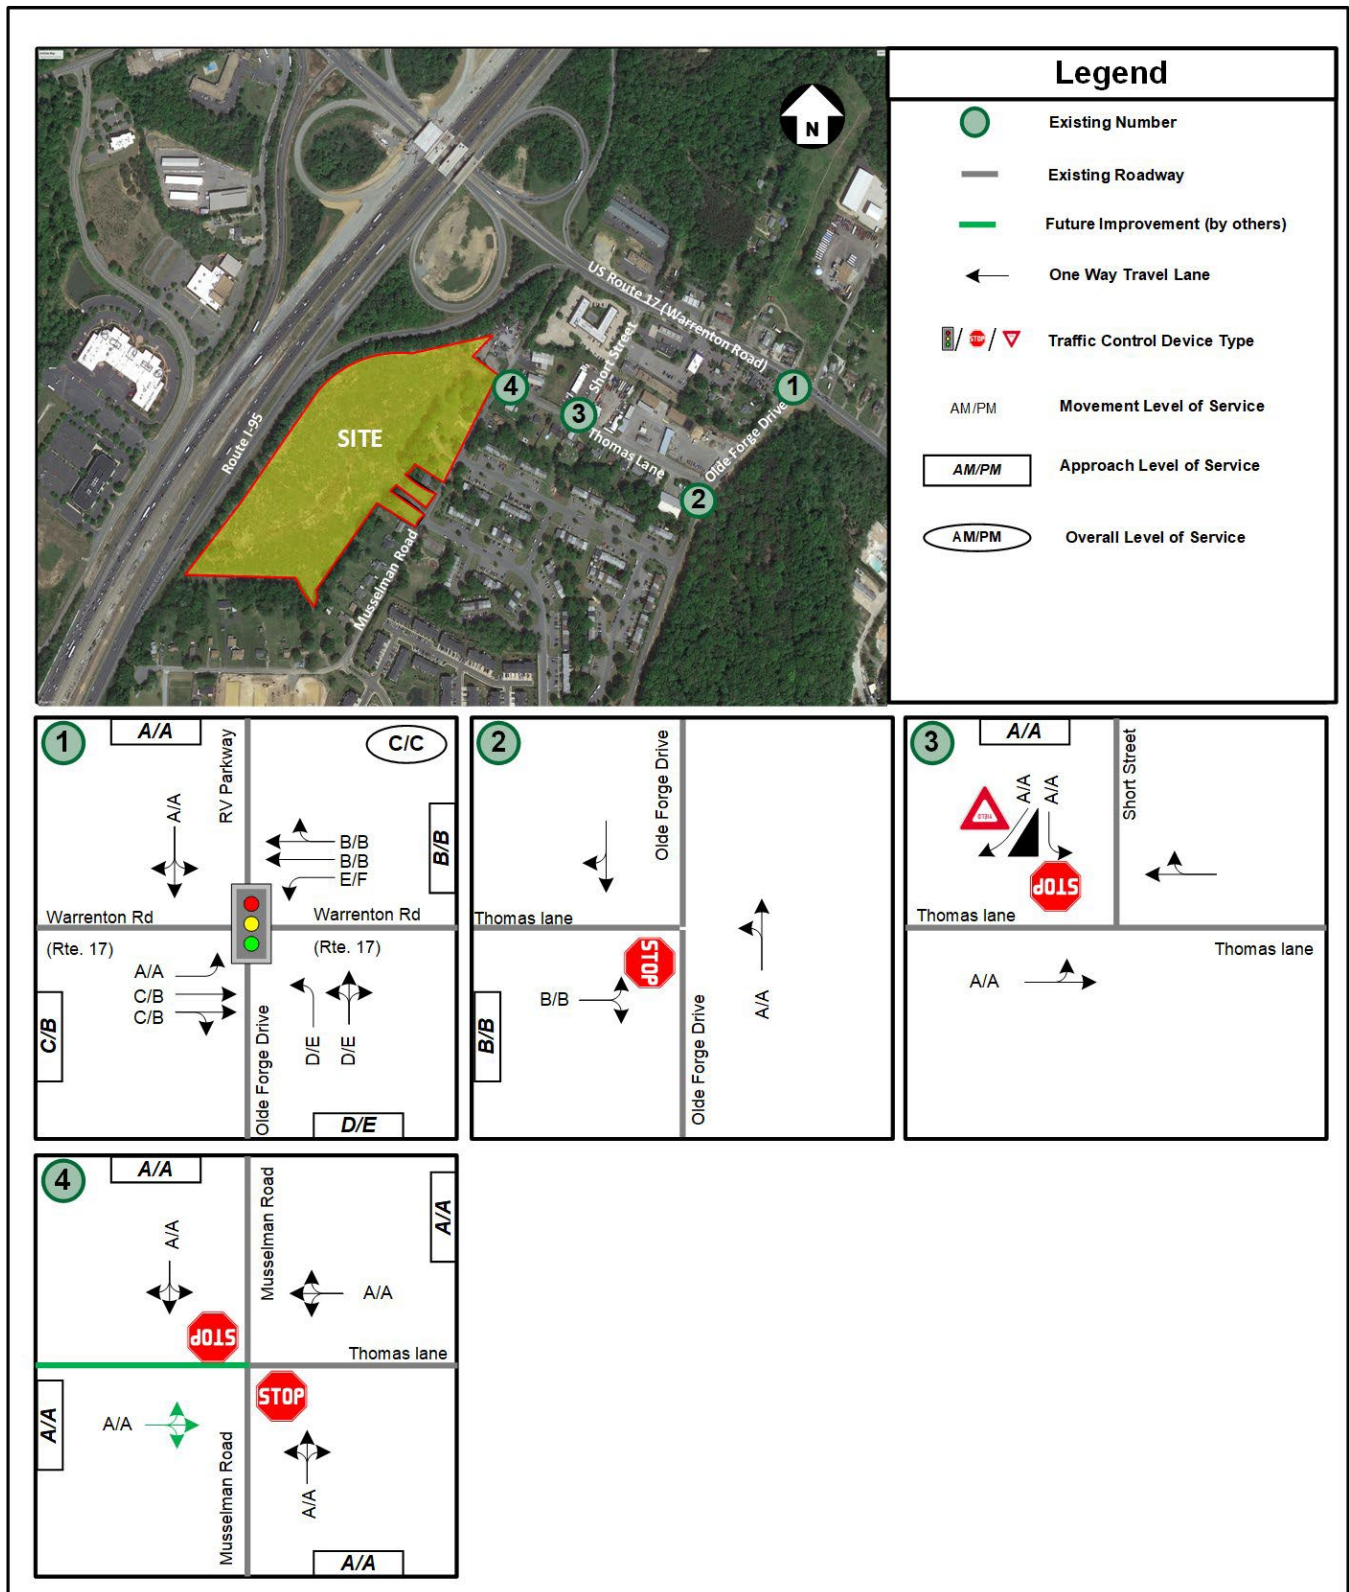 Legend
Existing Number
Existing Roadway
Future Improvement (by others)
One Way Travel Lane
STOP
Traffic Control Device Type
AM/PM
Movement Level of Service
AM/PM
Approach Level of Service
AM/PM
Overall Level of Service
N
US Route 17 (Warrenton Road)
Short Street
1
4
3
Route I-95
SITE
Thomas Lane
Olde Forge Drive
2
Musselman Road
1
A/A
RV Parkway
C/C
A/A
B/B
B/B
E/F
B/B
Warrenton Rd
Warrenton Rd
(Rte. 17)
(Rte. 17)
A/A
C/B
C/B
C/B
Olde Forge Drive
D/E
D/E
D/E
2
Olde Forge Drive
Thomas lane
STOP
B/B
B/B
A/A
Olde Forge Drive
3
A/A
Short Street
A/A
A/A
YIELD
STOP
Thomas lane
Thomas lane
A/A
4
A/A
Musselman Road
A/A
A/A
A/A
STOP
Thomas lane
STOP
A/A
A/A
Musselman Road
A/A
A/A